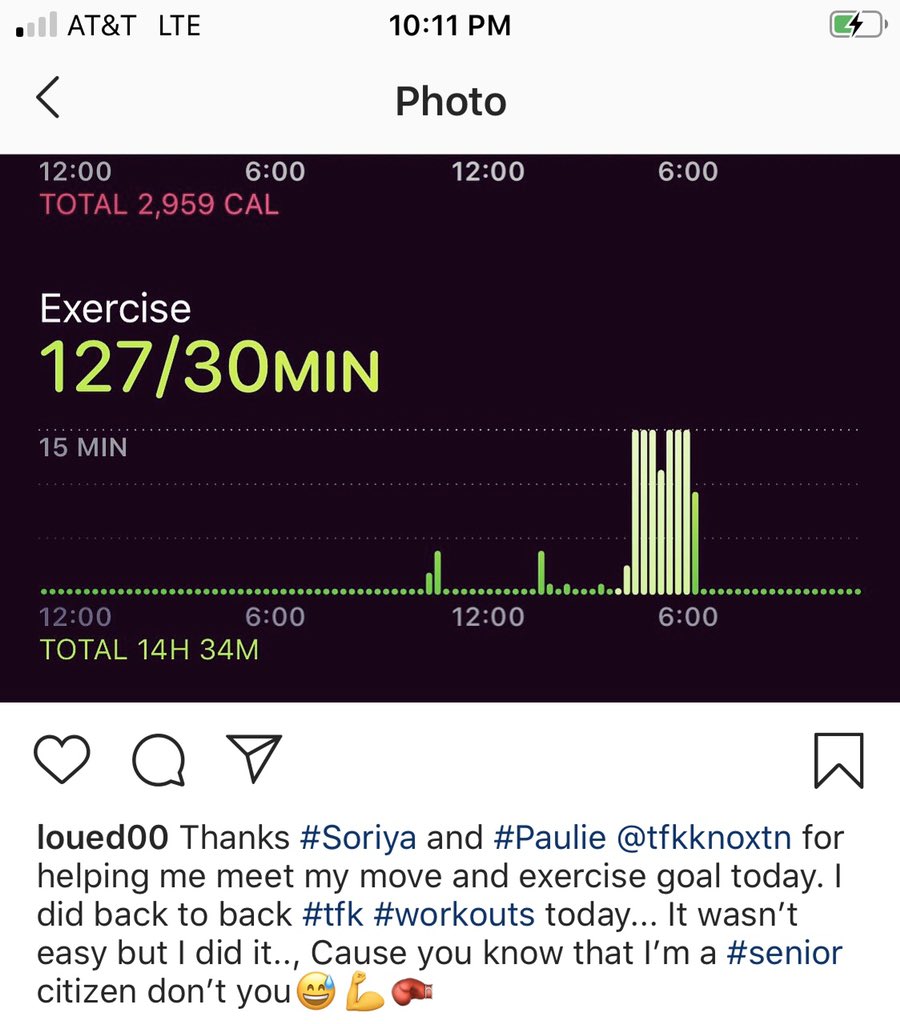 AT&T LTE 10:11 PM
Photo
12:00 6:00 12:00 6:00
TOTAL 2,959 CAL
Exercise
127/30MIN
15 MIN
12:00 6:00 12:00 6:00
TOTAL 14H 34M
loued00 Thanks #Soriya and #Paulie @tfkknoxtn for
helping me meet my move and exercise goal today. I
did back to back #tfk #workouts today... It wasn’t
easy but I did it.., Cause you know that I’m a #senior
citizen don’t you😅💪🥊